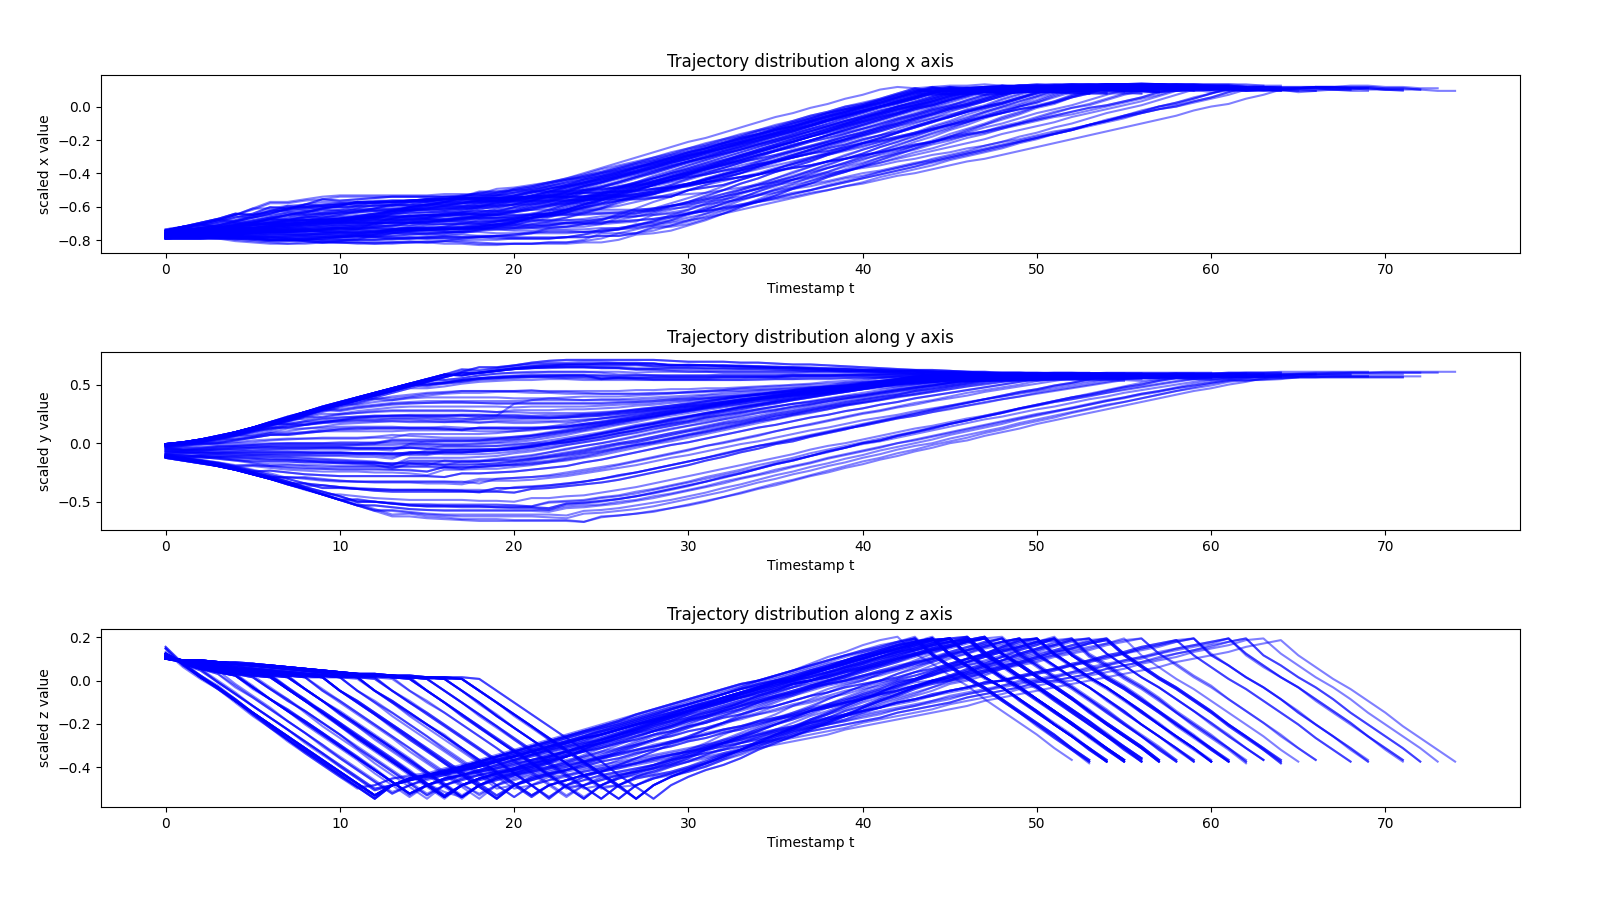 Trajectory distribution along x axis
scaled x value
0.0
−0.2
−0.4
−0.6
−0.8
0 10 20 30 40 50 60 70
Timestamp t
Trajectory distribution along y axis
scaled y value
0.5
0.0
−0.5
0 10 20 30 40 50 60 70
Timestamp t
Trajectory distribution along z axis
scaled z value
0.2
0.0
−0.2
−0.4
0 10 20 30 40 50 60 70
Timestamp t